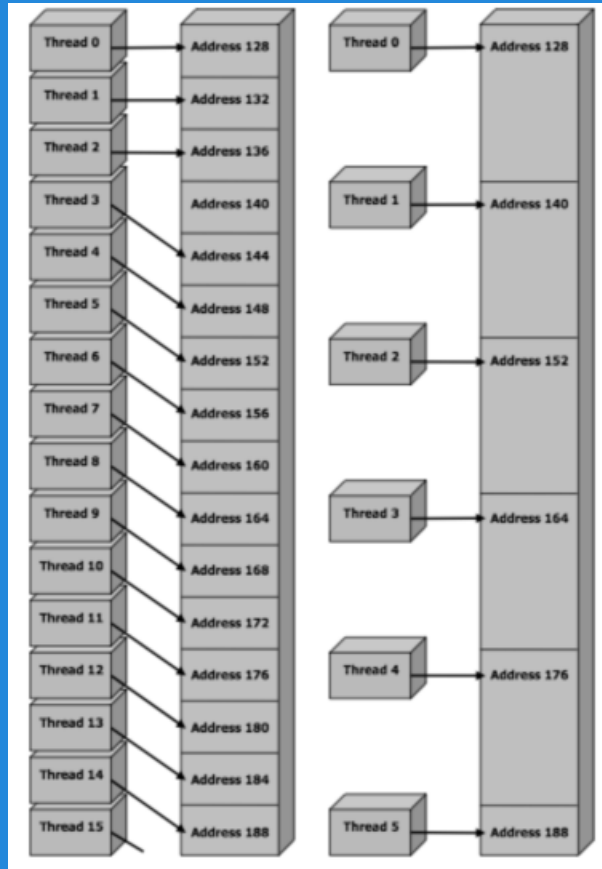 Thread 0
Thread 1
Thread 2
Thread 3
Thread 4
Thread 5
Thread 6
Thread 7
Thread 8
Thread 9
Thread 10
Thread 11
Thread 12
Thread 13
Thread 14
Thread 15
Address 128
Address 132
Address 136
Address 140
Address 144
Address 148
Address 152
Address 156
Address 160
Address 164
Address 168
Address 172
Address 176
Address 180
Address 184
Address 188
Thread 0
Thread 1
Thread 2
Thread 3
Thread 4
Thread 5
Address 128
Address 140
Address 152
Address 164
Address 176
Address 188